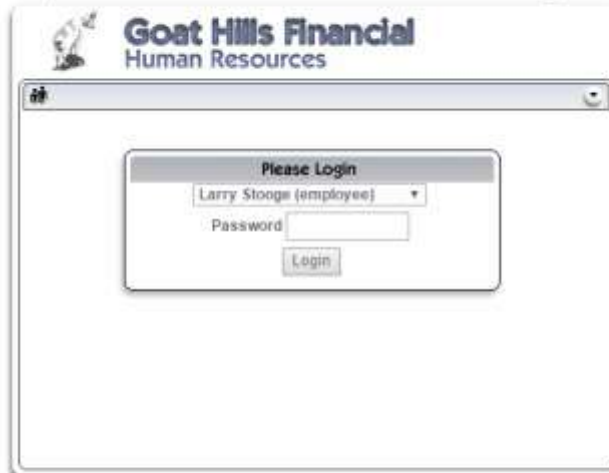 Goat Hills Financial
Human Resources
Please Login
Larry Stooge (employee)
Password
Login